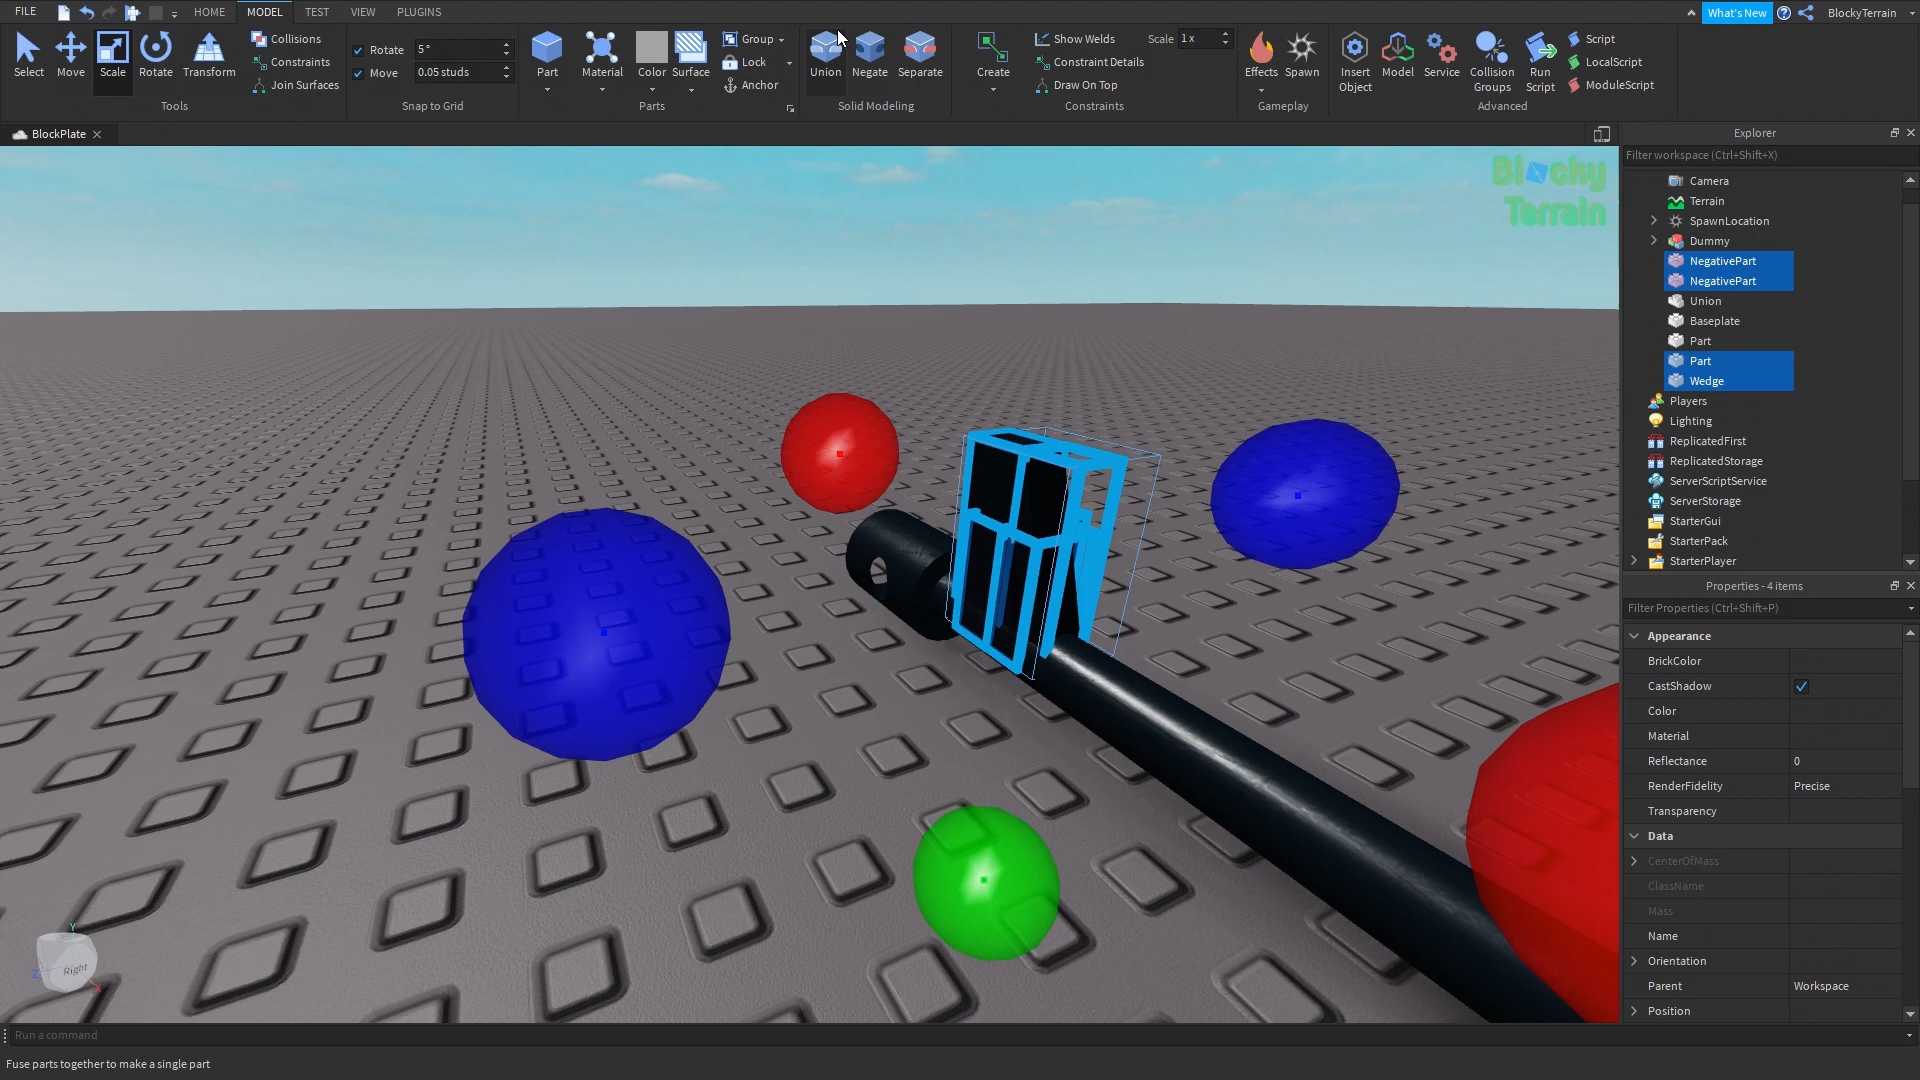 FILE
HOME
MODEL
TEST
VIEW
PLUGINS
What's New
BlockyTerrain
Select
Move
Scale
Rotate
Transform
Collisions
Constraints
Join Surfaces
Tools
Rotate
5°
Move
0.05 studs
Snap to Grid
Part
Material
Color
Surface
Group
Lock
Anchor
Parts
Union
Negate
Separate
Solid Modeling
Create
Show Welds
Scale
1x
Constraint Details
Draw On Top
Constraints
Effects
Spawn
Gameplay
Insert
Object
Model
Service
Collision
Groups
Run
Script
Script
LocalScript
ModuleScript
Advanced
BlockPlate
Explorer
Filter workspace (Ctrl+Shift+X)
Camera
Terrain
SpawnLocation
Dummy
NegativePart
NegativePart
Union
Baseplate
Part
Part
Wedge
Players
Lighting
ReplicatedFirst
ReplicatedStorage
ServerScriptService
ServerStorage
StarterGui
StarterPack
StarterPlayer
Blocky
Terrain
Y
Z
Right
X
Properties - 4 items
Filter Properties (Ctrl+Shift+P)
Appearance
BrickColor
CastShadow
Color
Material
Reflectance
0
RenderFidelity
Precise
Transparency
Data
CenterOfMass
ClassName
Mass
Name
Orientation
Parent
Workspace
Position
Run a command
Fuse parts together to make a single part